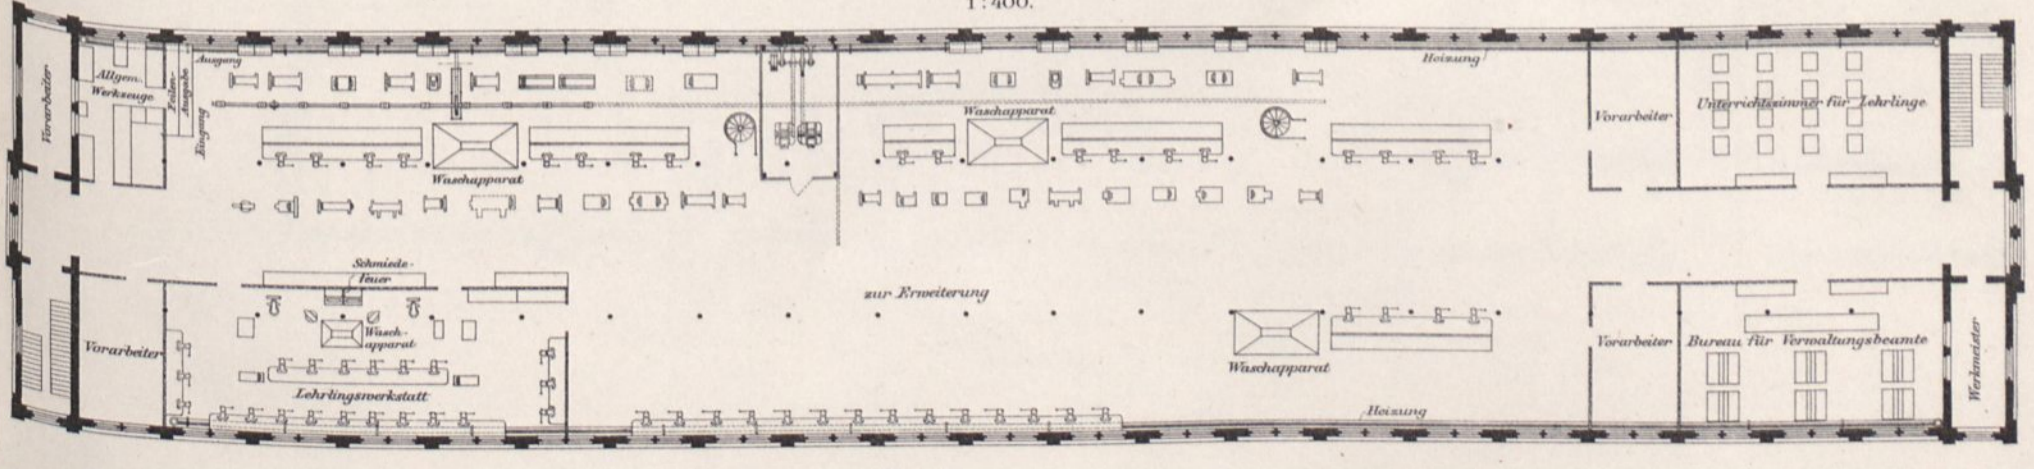 1:400.
Vorarbeiter
Allgem.
Werkzeuge
Feilen-
Ausgabe
Ausgang
Eingang
Waschapparat
Waschapparat
Heizung
Vorarbeiter
Unterrichtszimmer für Lehrlinge
Schmiede-
Feuer
Wasch-
apparat
Vorarbeiter
Lehrlingswerkstatt
zur Erweiterung
Waschapparat
Heizung
Vorarbeiter
Bureau für Verwaltungsbeamte
Werkmeister